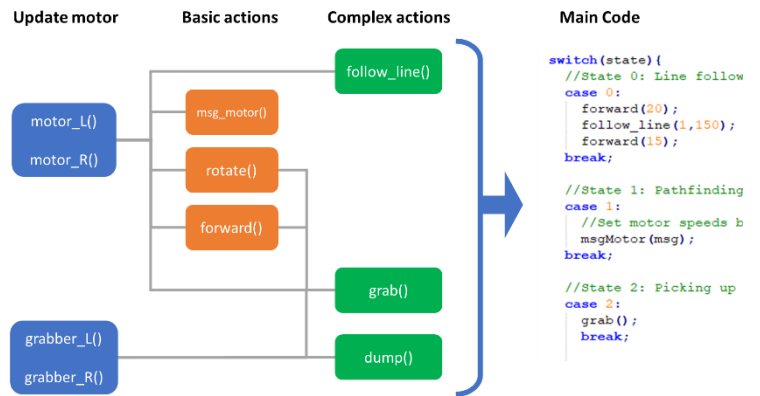 Update motor
Basic actions
Complex actions
Main Code
motor_L()
motor_R()
grabber_L()
grabber_R()
msg_motor()
rotate()
forward()
follow_line()
grab()
dump()
switch(state){
//State 0: Line follow
case 0:
forward(20);
follow_line(1,150);
forward(15);
break;
//State 1: Pathfinding
case 1:
//Set motor speeds b
msgMotor(msg);
break;
//State 2: Picking up
case 2:
grab();
break;